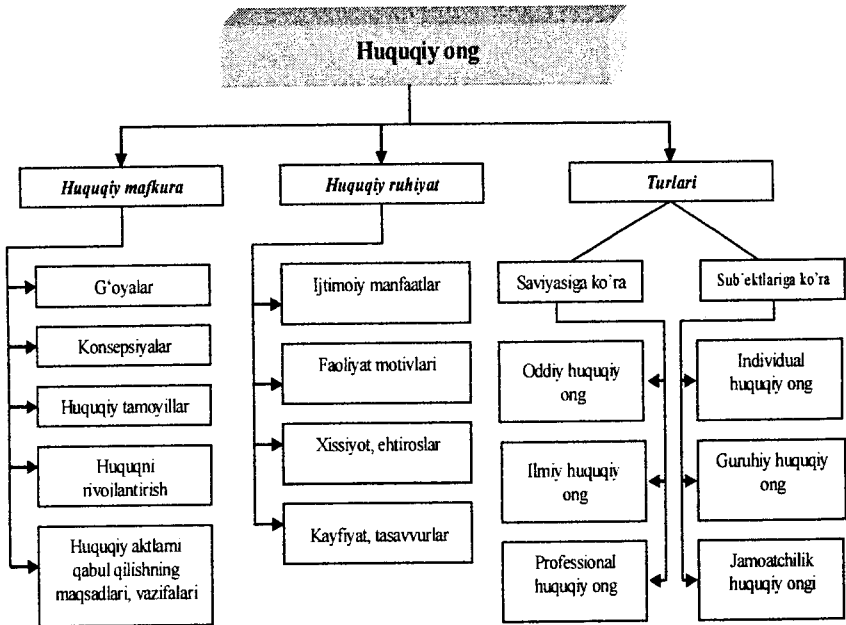 Huquqiy ong
Huquqiy mafkura
Huquqiy ruhiyat
Turlari
G‘oyalar
Konsepsiyalar
Huquqiy tamoyillar
Huquqni
rivojlantirish
Huquqiy aktlarni
qabul qilishning
maqsadlari, vazifalari
Ijtimoiy manfaatlar
Faoliyat motivlari
Xissiyot, ehtiroslar
Kayfiyat, tasavvurlar
Saviyasiga ko`ra
Sub`ektlariga ko`ra
Oddiy huquqiy
ong
Ilmiy huquqiy
ong
Professional
huquqiy ong
Individual
huquqiy ong
Guruhiy huquqiy
ong
Jamoatchilik
huquqiy ongi